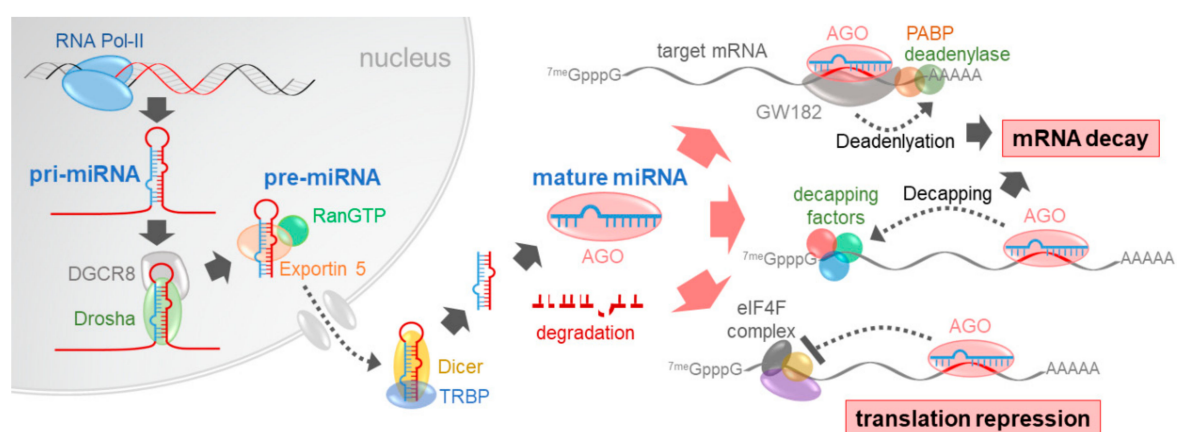 RNA Pol-II
nucleus
pri-miRNA
DGCR8
Drosha
pre-miRNA
RanGTP
Exportin 5
Dicer
TRBP
mature miRNA
AGO
degradation
target mRNA
AGO
PABP
deadenylase
7meGpppG
AAAAA
GW182
Deadenlyation
mRNA decay
decapping
factors
Decapping
AGO
7meGpppG
AAAAA
eIF4F
complex
AGO
7meGpppG
AAAAA
translation repression